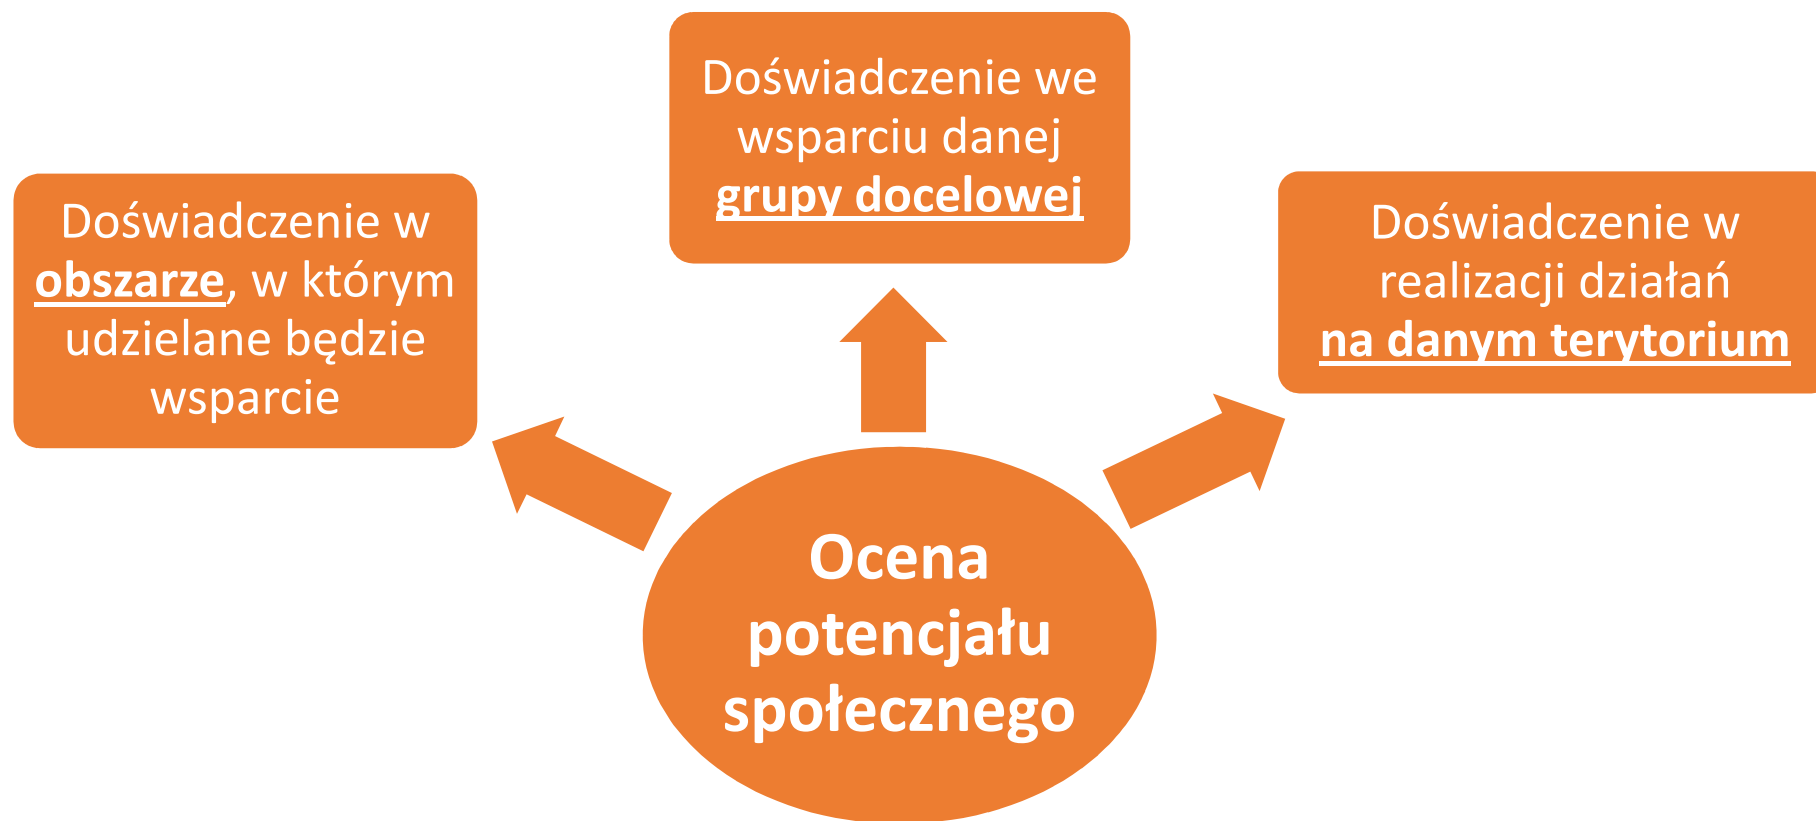 Doświadczenie w
obszarze, w którym
udzielane będzie
wsparcie
Doświadczenie we
wsparciu danej
grupy docelowej
Doświadczenie w
realizacji działań
na danym terytorium
Ocena
potencjału
społecznego